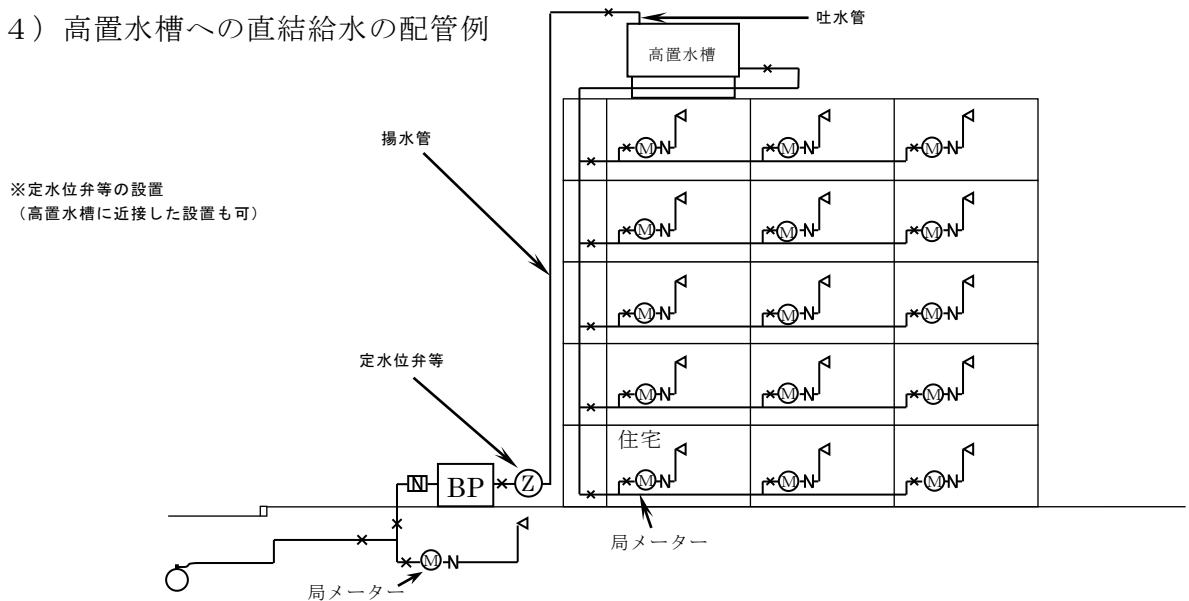 4）高置水槽への直結給水の配管例
吐水管
高置水槽
揚水管
※定水位弁等の設置
（高置水槽に近接した設置も可）
M N M N M N
M N M N M N
M N M N M N
定水位弁等
M N M N M N
住宅
M N M N M N
N BP Z
局メーター
M N
局メーター